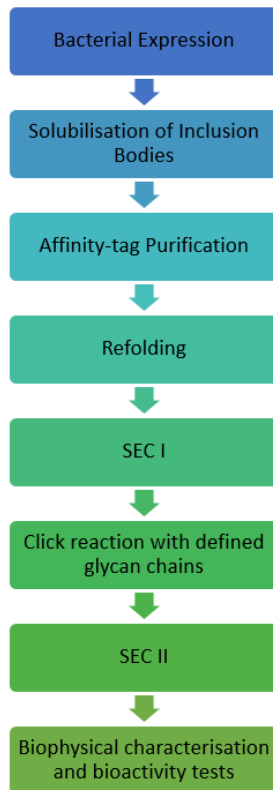 Bacterial Expression
Solubilisation of Inclusion
Bodies
Affinity-tag Purification
Refolding
SEC I
Click reaction with defined
glycan chains
SEC II
Biophysical characterisation
and bioactivity tests